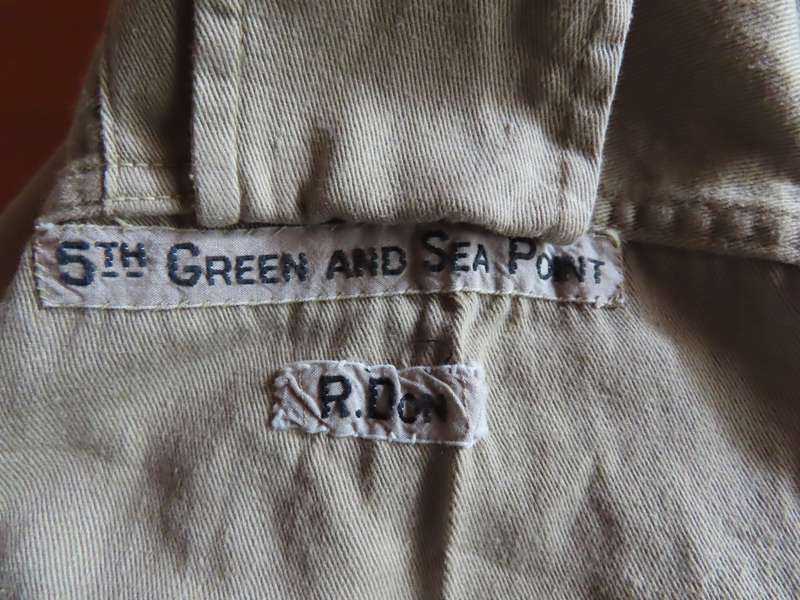 5TH GREEN AND SEA POINT
R. DON